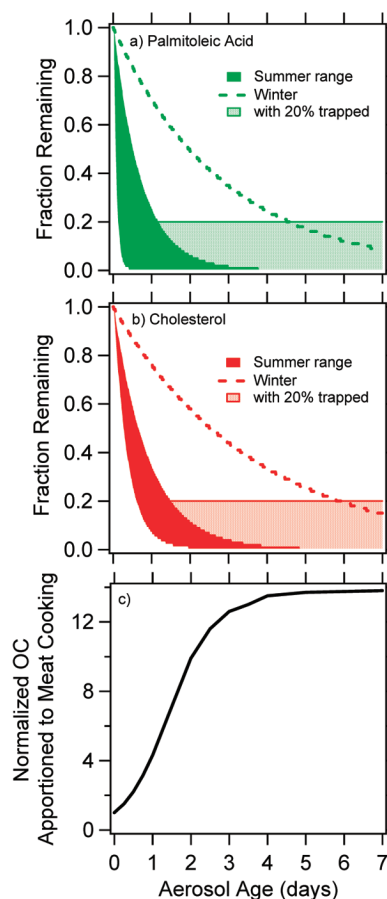 a) Palmitoleic Acid
Summer range
Winter
with 20% trapped
Fraction Remaining
1.0
0.8
0.6
0.4
0.2
0.0
b) Cholesterol
Summer range
Winter
with 20% trapped
Fraction Remaining
1.0
0.8
0.6
0.4
0.2
0.0
c)
Normalized OC
Apportioned to Meat Cooking
12
8
4
0
0 1 2 3 4 5 6 7
Aerosol Age (days)